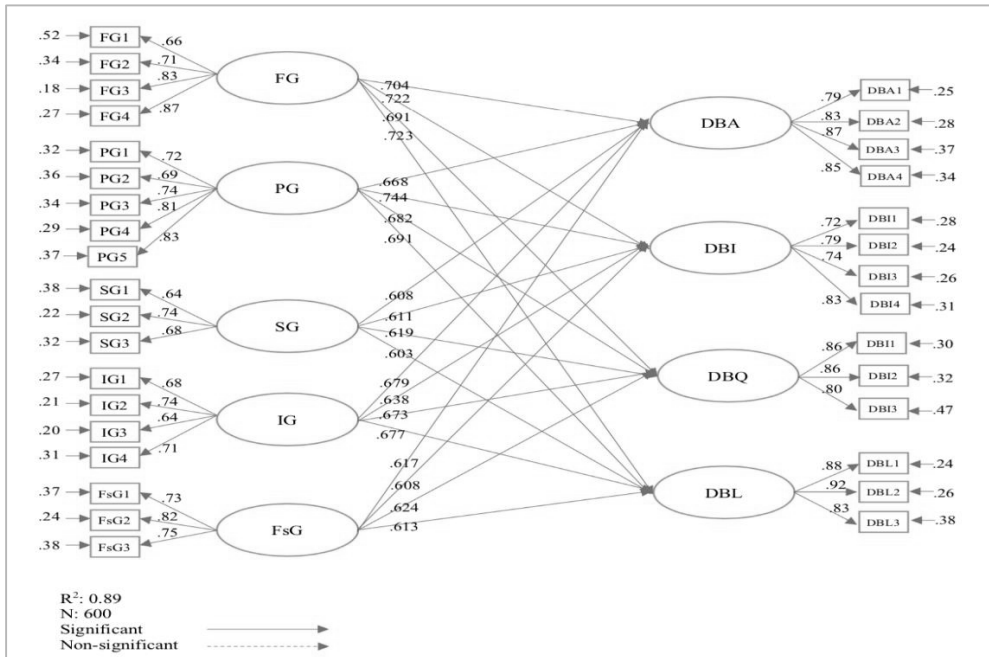 .52 FG1 .66
.34 FG2 .71
.18 FG3 .83
.27 FG4 .87
FG
.32 PG1 .72
.36 PG2 .69
.34 PG3 .74
.29 PG4 .81
.37 PG5 .83
PG
.38 SG1 .64
.22 SG2 .74
.32 SG3 .68
SG
.27 IG1 .68
.21 IG2 .74
.20 IG3 .64
.31 IG4 .71
IG
.37 FsG1 .73
.24 FsG2 .82
.38 FsG3 .75
FsG
.704
.722
.691
.723
.668
.744
.682
.691
.608
.611
.619
.603
.679
.638
.673
.677
.617
.608
.624
.613
DBA
.79 DBA1 .25
.83 DBA2 .28
.87 DBA3 .37
.85 DBA4 .34
DBI
.72 DBI1 .28
.79 DBI2 .24
.74 DBI3 .26
.83 DBI4 .31
DBQ
.86 DBI1 .30
.86 DBI2 .32
.80 DBI3 .47
DBL
.88 DBL1 .24
.92 DBL2 .26
.83 DBL3 .38
R²: 0.89
N: 600
Significant
Non-significant